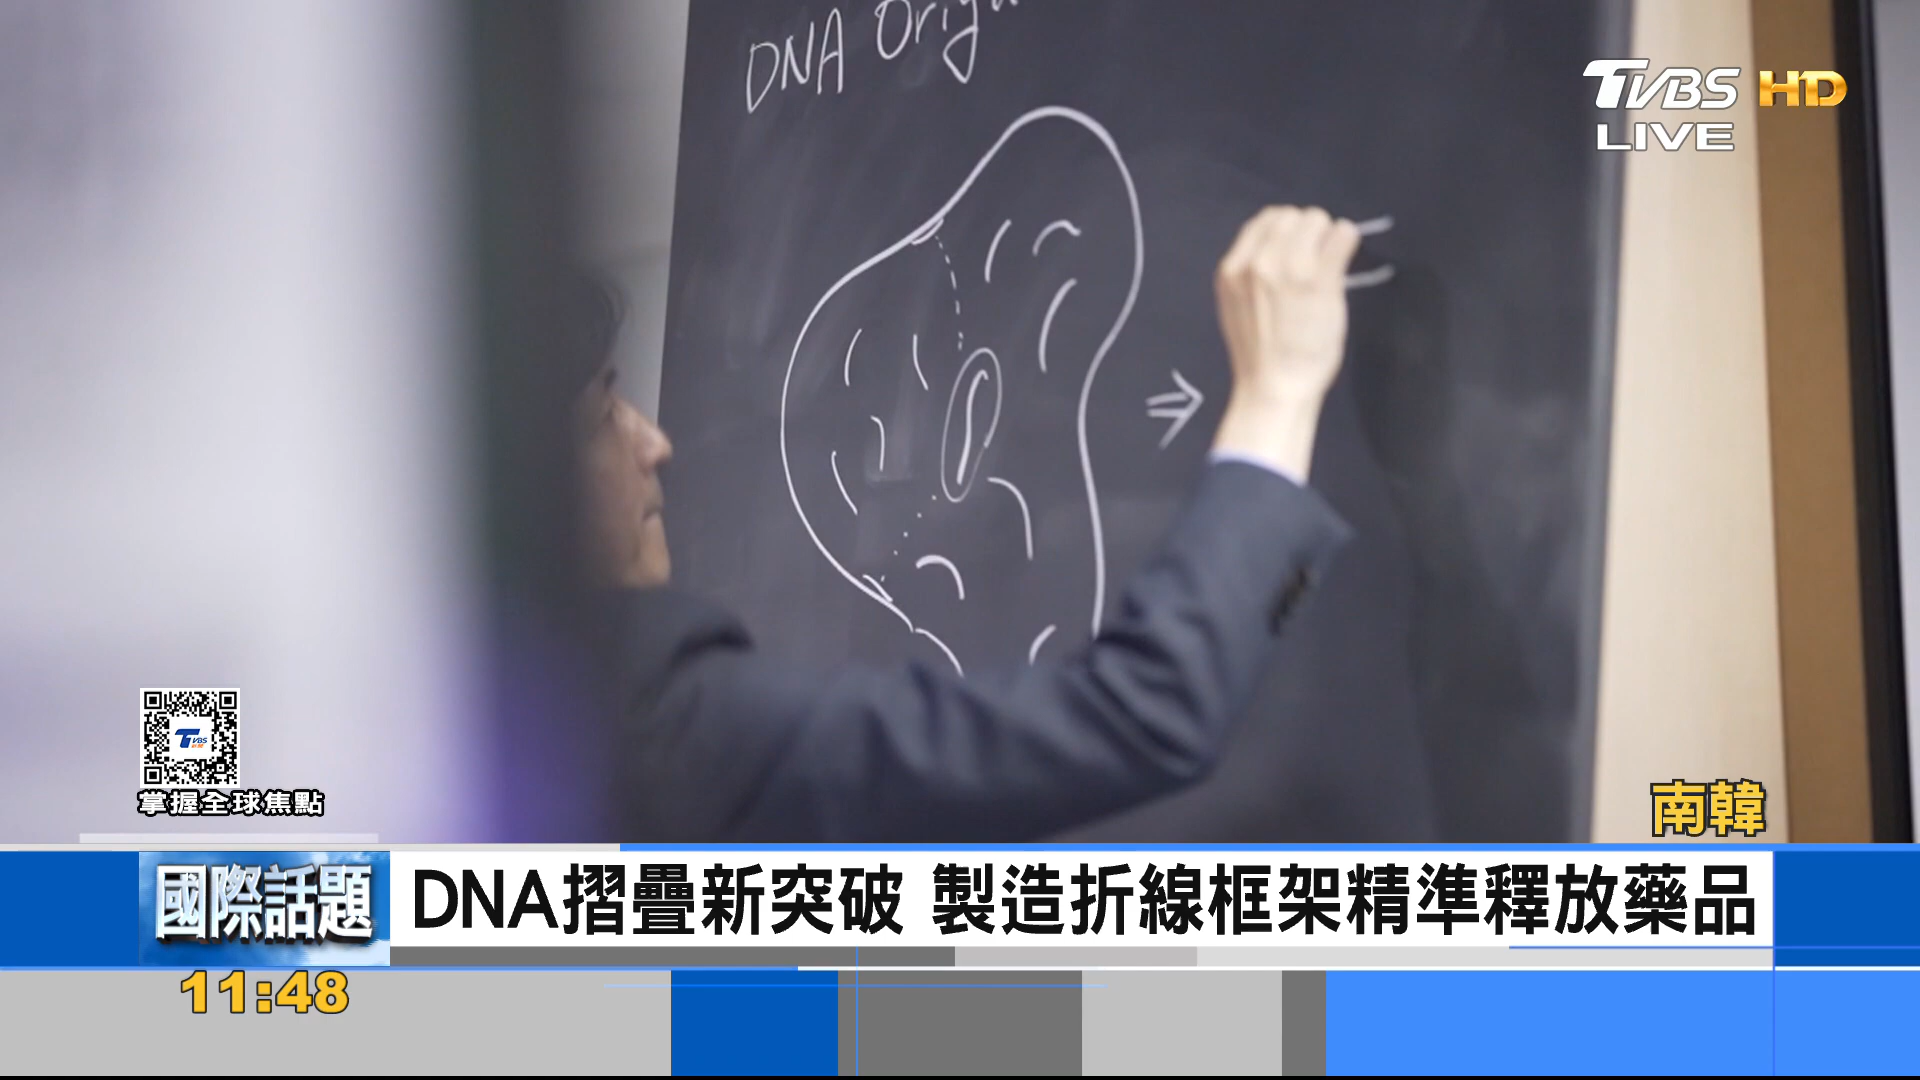 DNA Origa
TVBS HD
LIVE
TVBS
掌握全球焦點
南韓
國際話題
DNA摺疊新突破 製造折線框架精準釋放藥品
11:48